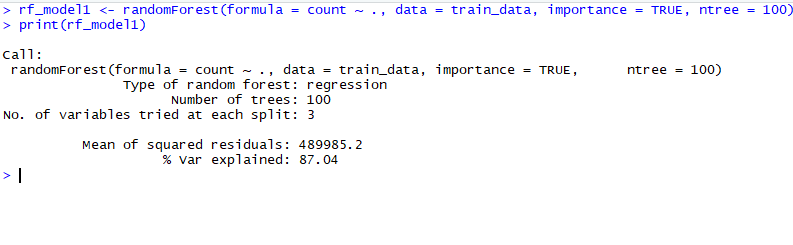 > rf_model1 <- randomForest(formula = count ~ ., data = train_data, importance = TRUE, ntree = 100)
> print(rf_model1)
Call:
randomForest(formula = count ~ ., data = train_data, importance = TRUE, ntree = 100)
Type of random forest: regression
Number of trees: 100
No. of variables tried at each split: 3
Mean of squared residuals: 489985.2
% Var explained: 87.04
>